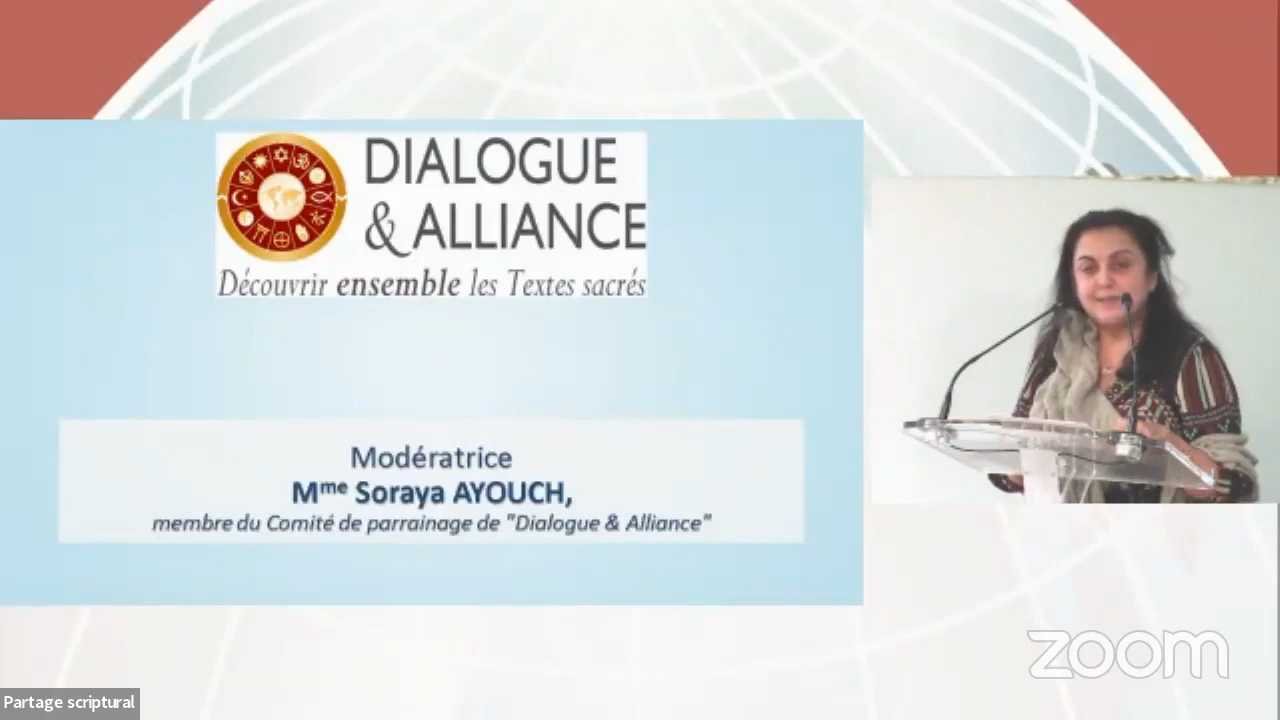 DIALOGUE
& ALLIANCE
Découvrir ensemble les Textes sacrés
Modératrice
Mme Soraya AYOUCH,
membre du Comité de parrainage de "Dialogue & Alliance"
zoom
Partage scriptural